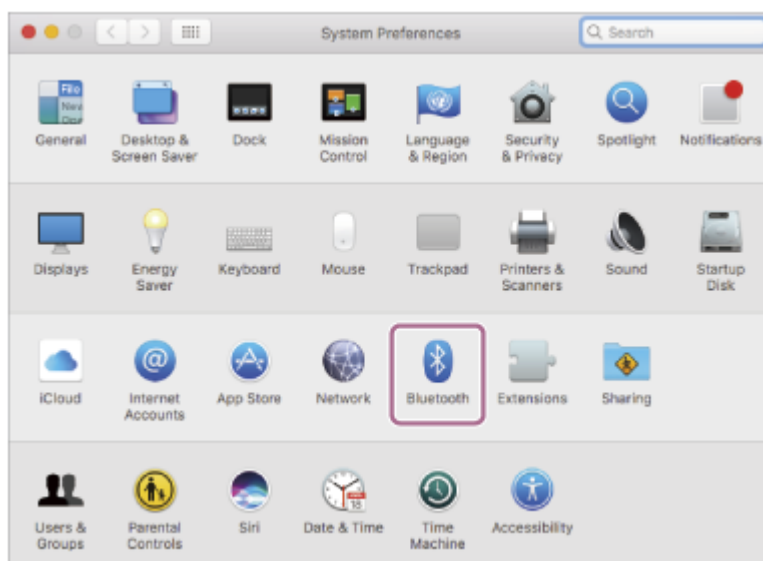 System Preferences
Search
General
Desktop &
Screen Saver
Dock
Mission
Control
Language
& Region
Security
& Privacy
Spotlight
Notifications
Displays
Energy
Saver
Keyboard
Mouse
Trackpad
Printers &
Scanners
Sound
Startup
Disk
iCloud
Internet
Accounts
App Store
Network
Bluetooth
Extensions
Sharing
Users &
Groups
Parental
Controls
Siri
Date & Time
Time
Machine
Accessibility